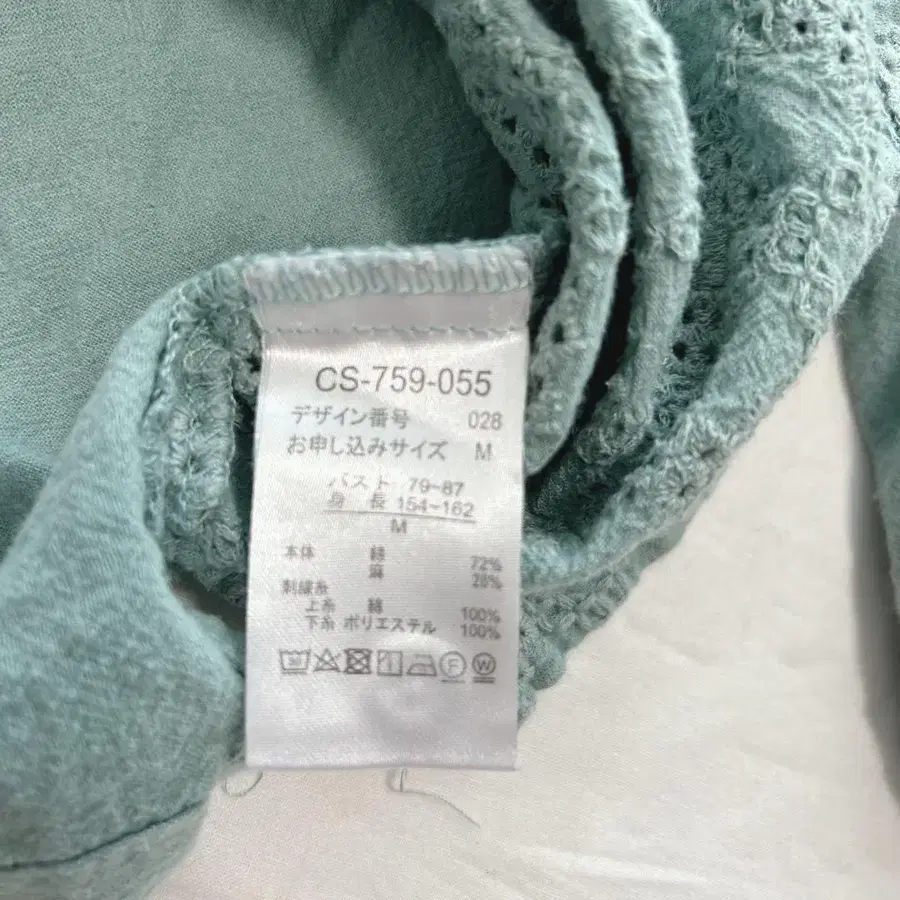 CS-759-055
デザイン番号 028
お申し込みサイズ M
バスト 79~87
身長 154~162
M
本体 綿 72%
麻 28%
刺繍糸
上糸 綿 100%
下糸 ポリエステル 100%
F W